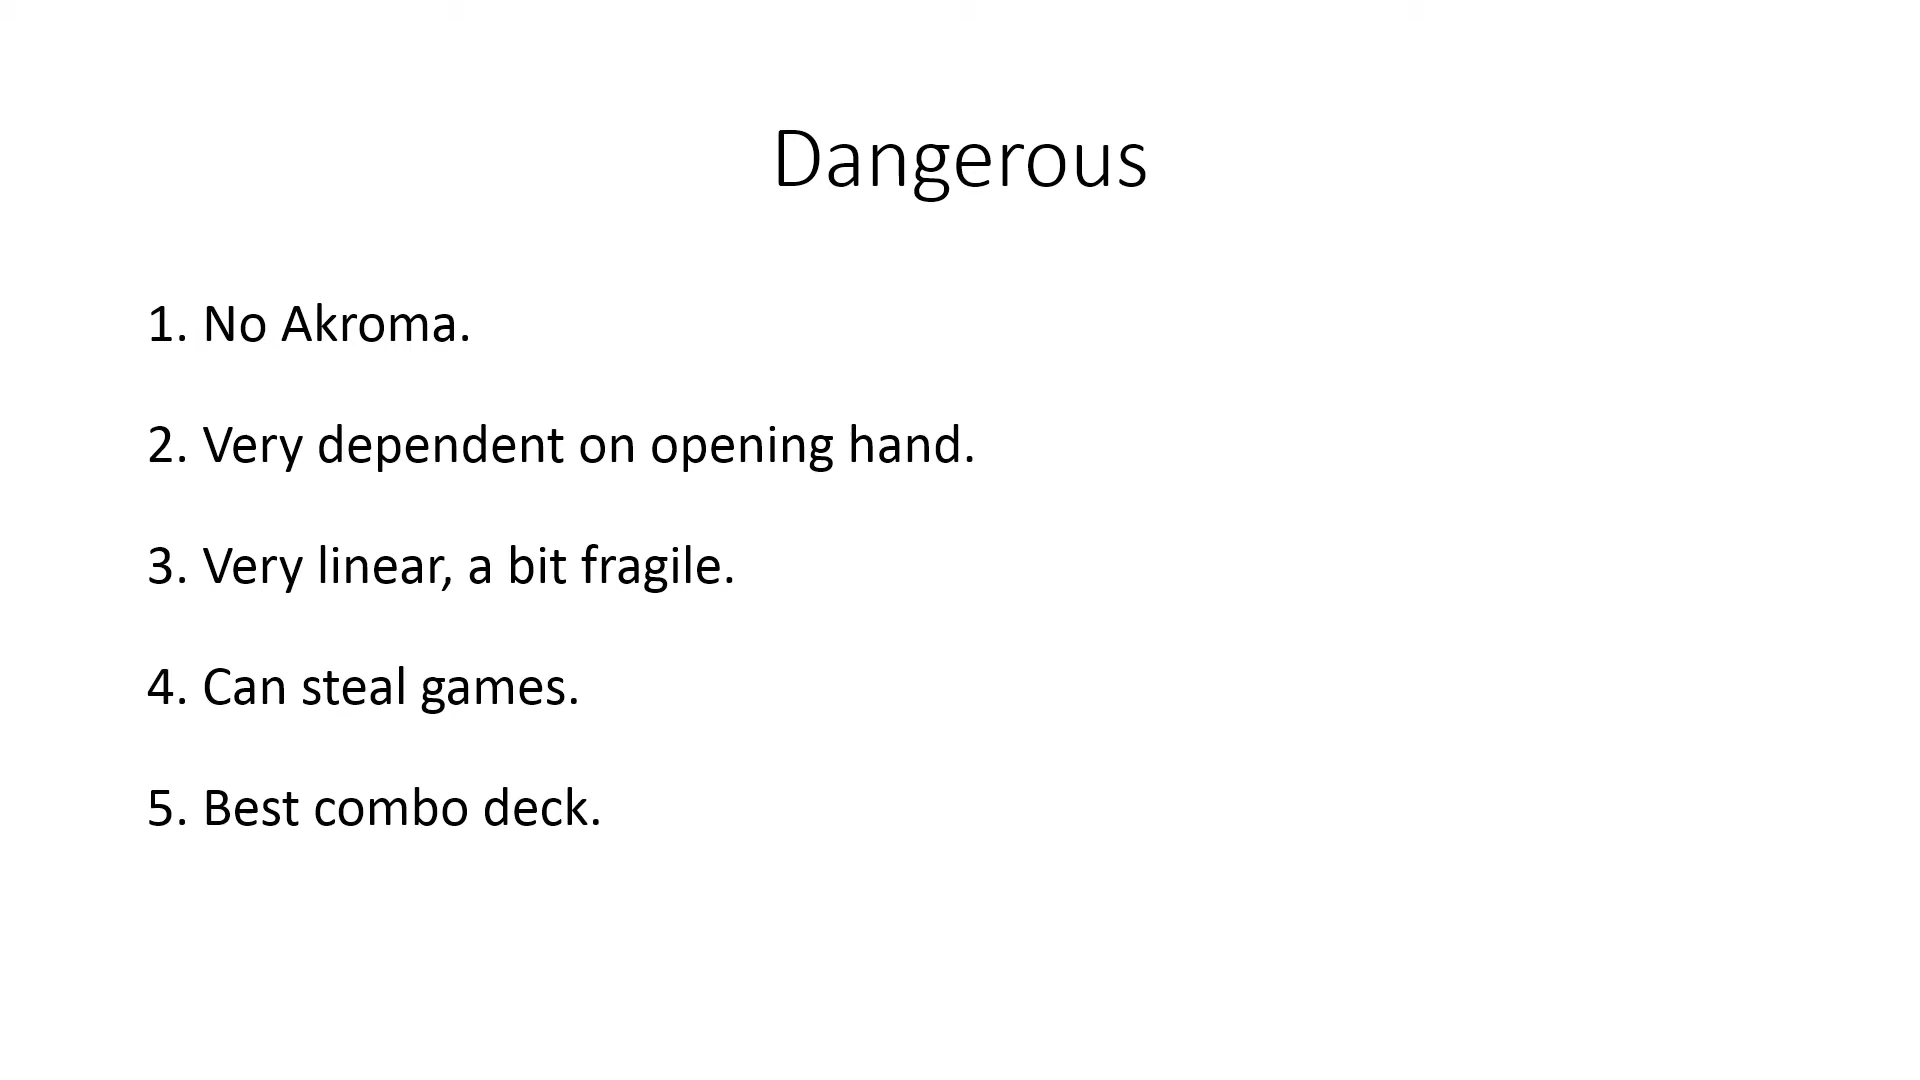 Dangerous
1. No Akroma.
2. Very dependent on opening hand.
3. Very linear, a bit fragile.
4. Can steal games.
5. Best combo deck.